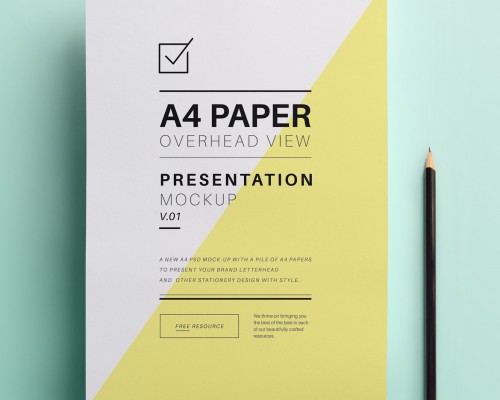 A4 PAPER
OVERHEAD VIEW
PRESENTATION
MOCKUP
V.01
A NEW A4 PSD MOCK-UP WITH A PILE OF A4 PAPERS
TO PRESENT YOUR BRAND LETTERHEAD
AND OTHER STATIONERY DESIGN WITH STYLE.
FREE RESOURCE
We thrive on bringing you
the best of the best in each
of our beautifully crafted
resources.